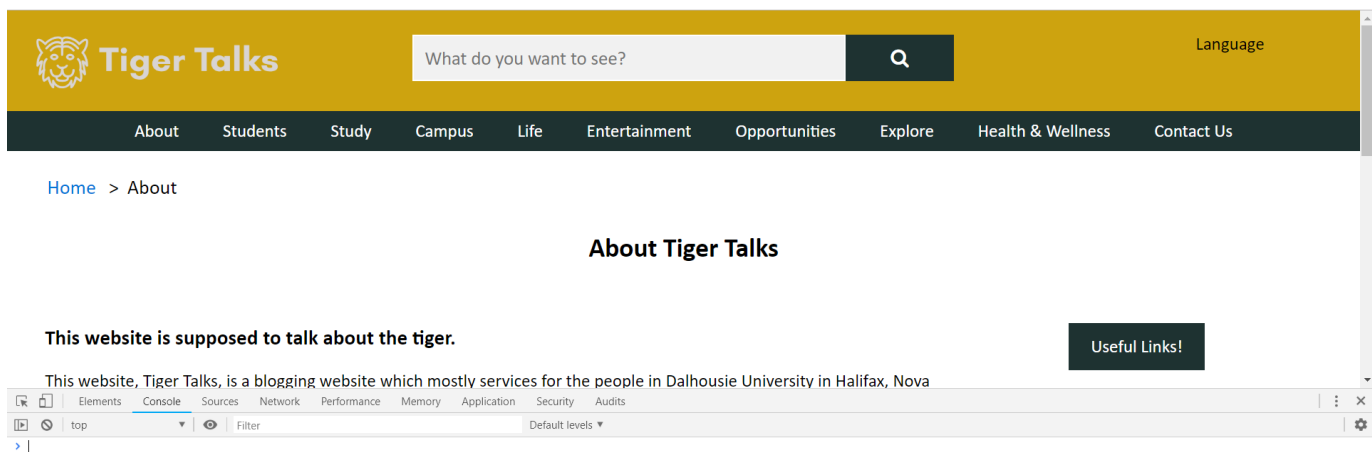 Tiger Talks
What do you want to see?
Language
About Students Study Campus Life Entertainment Opportunities Explore Health & Wellness Contact Us
Home > About
About Tiger Talks
This website is supposed to talk about the tiger.
Useful Links!
This website, Tiger Talks, is a blogging website which mostly services for the people in Dalhousie University in Halifax, Nova
Elements Console Sources Network Performance Memory Application Security Audits
top Filter Default levels